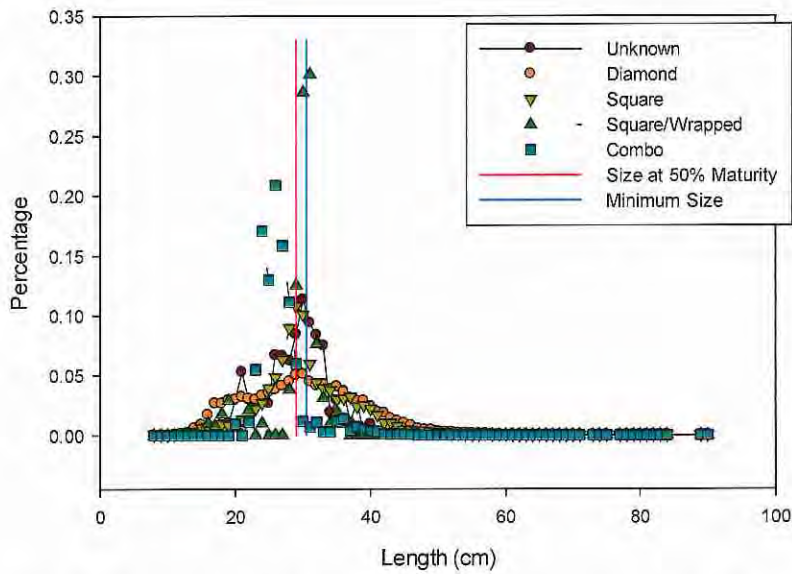 0.35
0.30
0.25
0.20
0.15
0.10
0.05
0.00
Percentage
0 20 40 60 80 100
Length (cm)
Unknown
Diamond
Square
Square/Wrapped
Combo
Size at 50% Maturity
Minimum Size